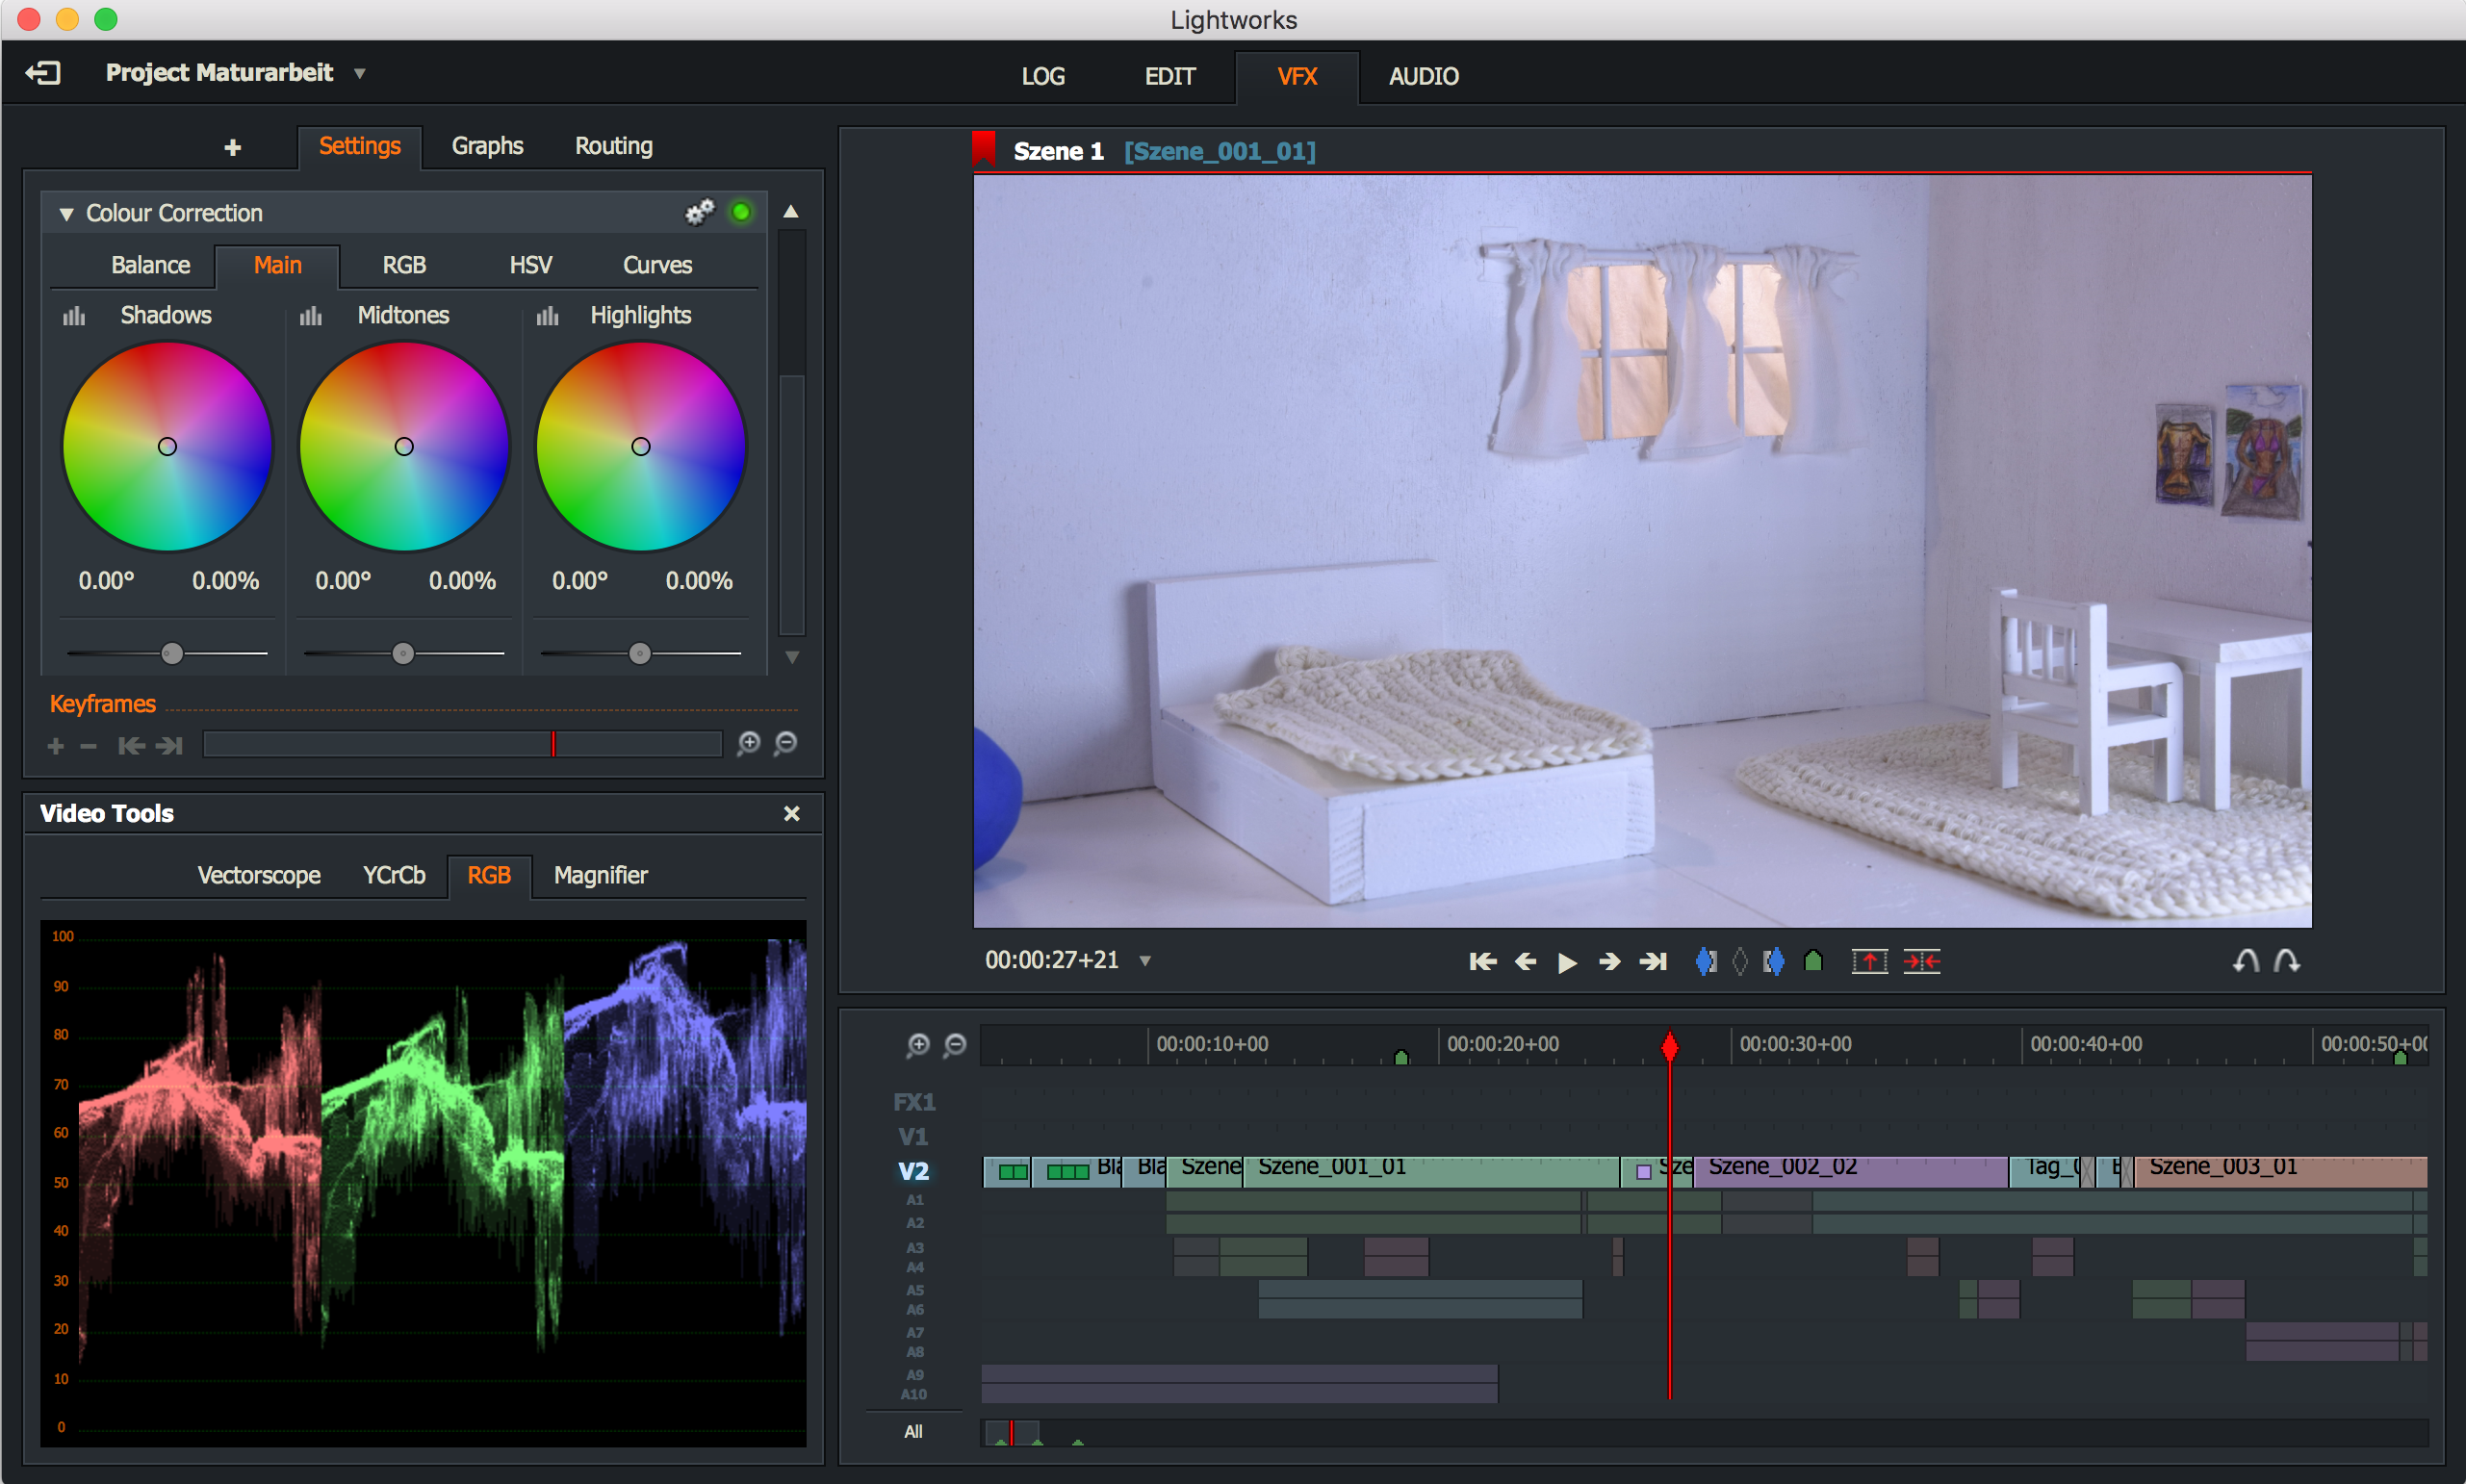 Lightworks
Project Maturarbeit
LOG EDIT VFX AUDIO
+ Settings Graphs Routing
Colour Correction
Balance Main RGB HSV Curves
Shadows Midtones Highlights
0.00° 0.00% 0.00° 0.00% 0.00° 0.00%
Keyframes
Video Tools
Vectorscope YCrCb RGB Magnifier
100
90
80
70
60
50
40
30
20
10
0
Szene 1 [Szene_001_01]
00:00:27+21
00:00:10+00 00:00:20+00 00:00:30+00 00:00:40+00 00:00:50+0
FX1
V1
V2 Bla Bla Szene Szene_001_01 Sze Szene_002_02 Tag_ Szene_003_01
A1
A2
A3
A4
A5
A6
A7
A8
A9
A10
All